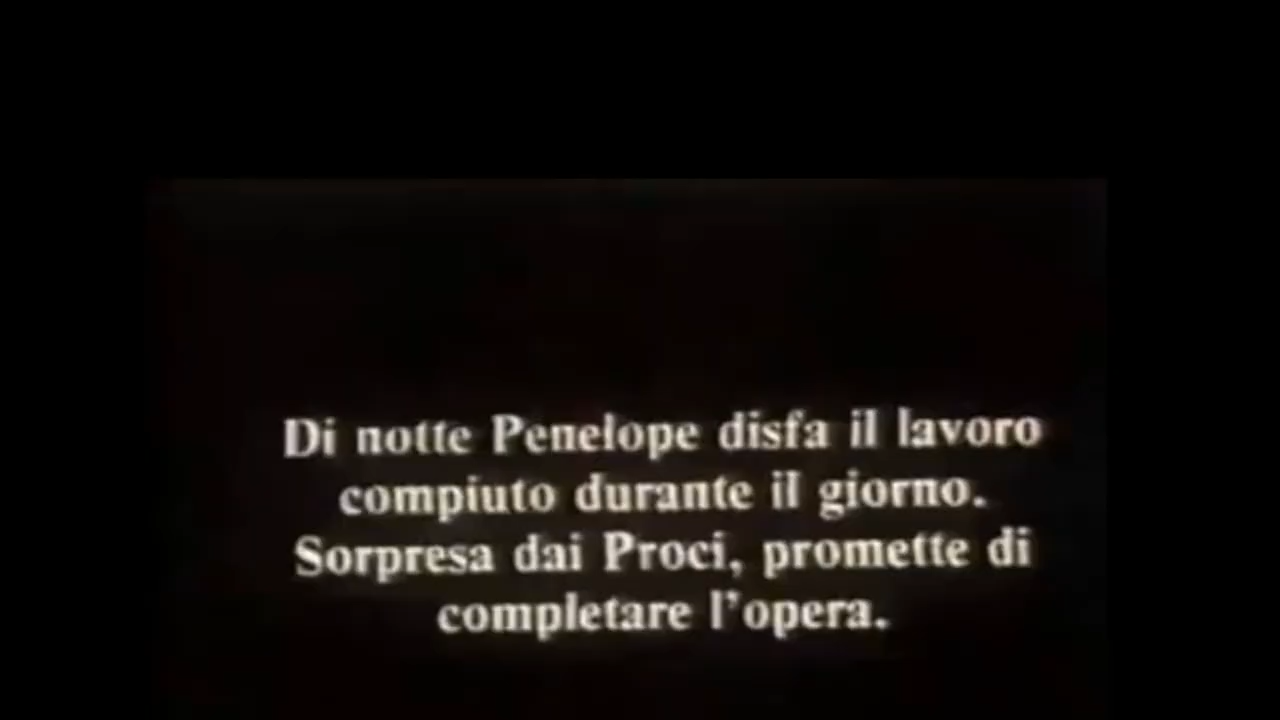 Di notte Penelope disfa il lavoro
compiuto durante il giorno.
Sorpresa dai Proci, promette di
completare l'opera.